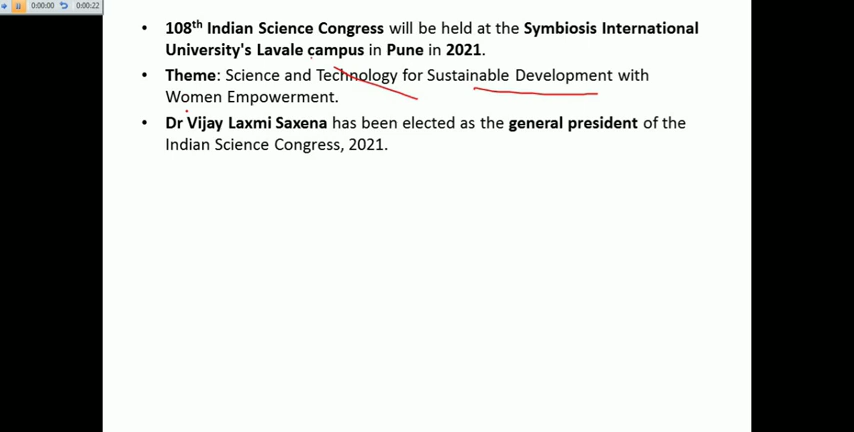 0:00:00 0:00:22
• 108th Indian Science Congress will be held at the Symbiosis International
University's Lavale campus in Pune in 2021.
• Theme: Science and Technology for Sustainable Development with
Women Empowerment.
• Dr Vijay Laxmi Saxena has been elected as the general president of the
Indian Science Congress, 2021.